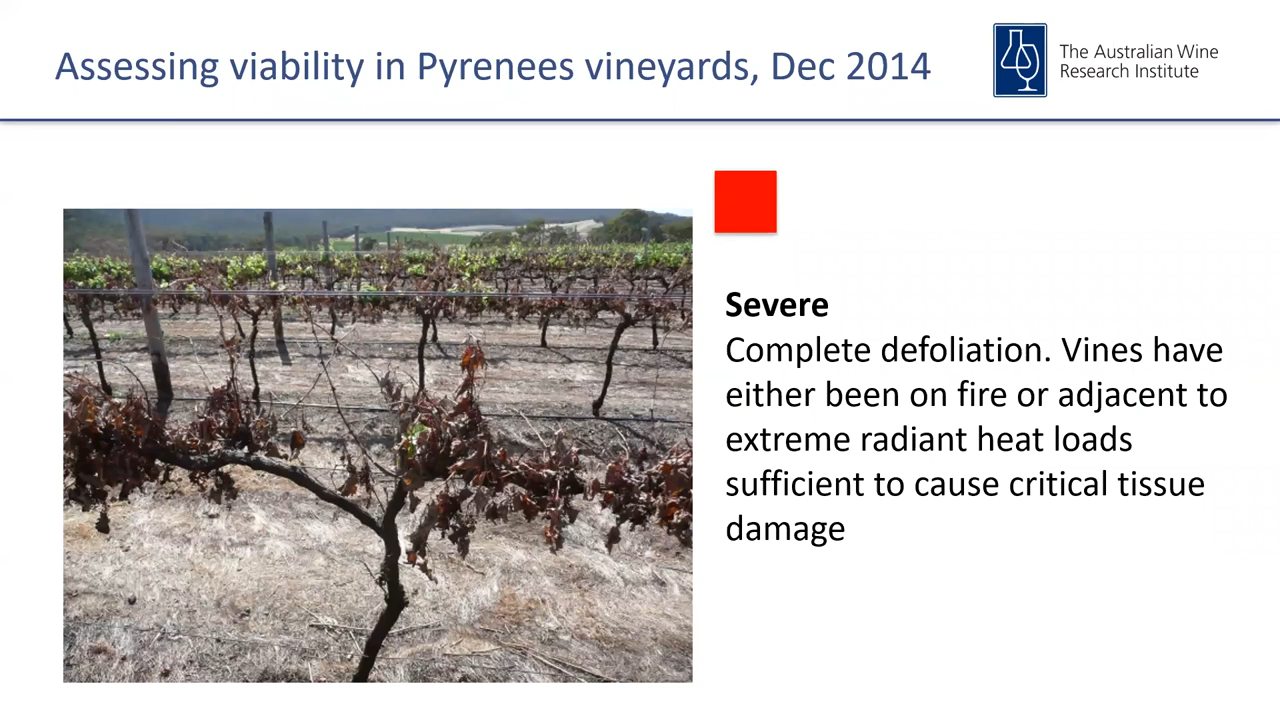 Assessing viability in Pyrenees vineyards, Dec 2014
The Australian Wine
Research Institute
Severe
Complete defoliation. Vines have
either been on fire or adjacent to
extreme radiant heat loads
sufficient to cause critical tissue
damage